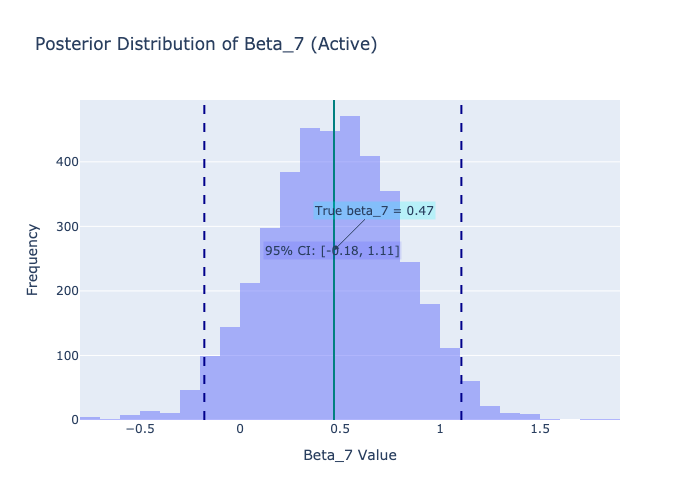 Posterior Distribution of Beta_7 (Active)
400
300
200
100
0
Frequency
True beta_7 = 0.47
95% CI: [-0.18, 1.11]
−0.5
0
0.5
1
1.5
Beta_7 Value